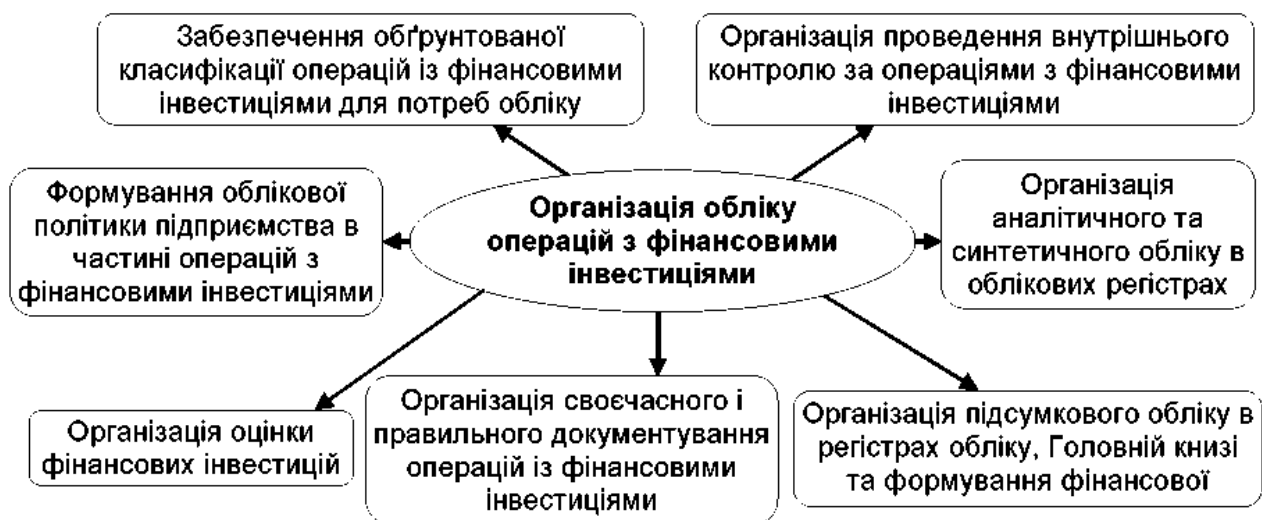 Забезпечення обґрунтованої
класифікації операцій із фінансовими
інвестиціями для потреб обліку
Організація проведення внутрішнього
контролю за операціями з фінансовими
інвестиціями
Формування облікової
політики підприємства в
частині операцій з
фінансовими інвестиціями
Організація обліку
операцій з фінансовими
інвестиціями
Організація
аналітичного та
синтетичного обліку в
облікових регістрах
Організація оцінки
фінансових інвестицій
Організація своєчасного і
правильного документування
операцій із фінансовими
інвестиціями
Організація підсумкового обліку в
регістрах обліку, Головній книзі
та формування фінансової